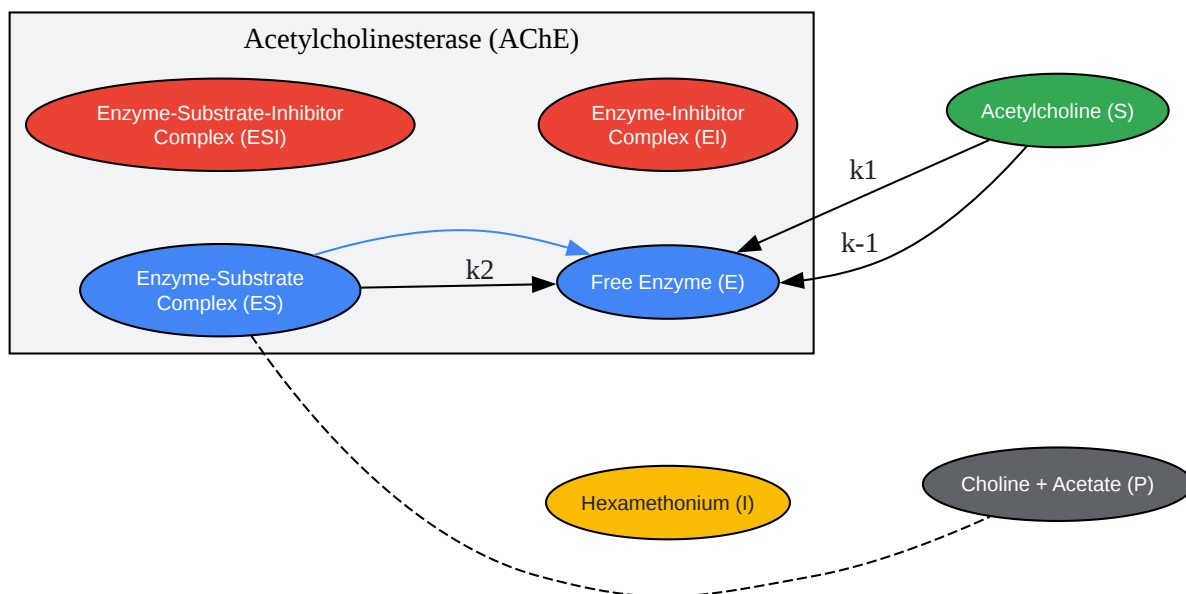 Acetylcholinesterase (AChE)
Enzyme-Substrate-Inhibitor
Complex (ESI)
Enzyme-Inhibitor
Complex (EI)
Acetylcholine (S)
k1
k-1
Enzyme-Substrate
Complex (ES)
k2
Free Enzyme (E)
Hexamethonium (I)
Choline + Acetate (P)